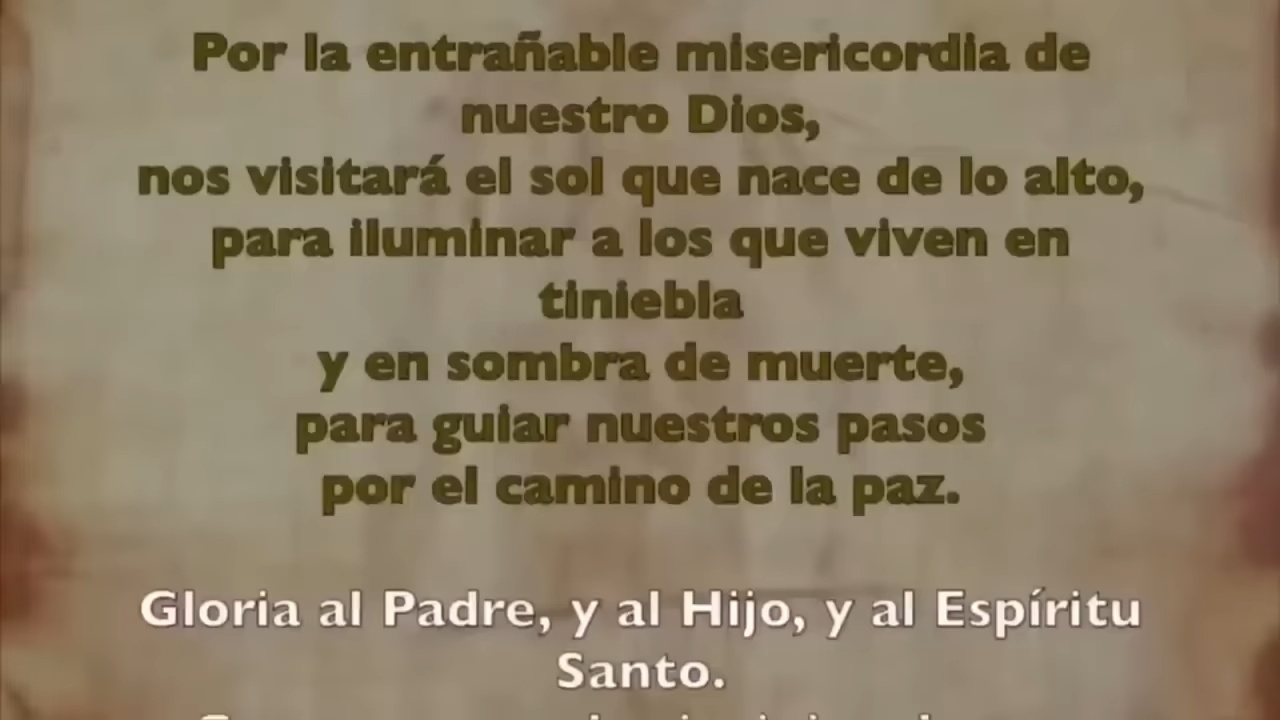 Por la entrañable misericordia de
nuestro Dios,
nos visitará el sol que nace de lo alto,
para iluminar a los que viven en
tiniebla
y en sombra de muerte,
para guiar nuestros pasos
por el camino de la paz.
Gloria al Padre, y al Hijo, y al Espíritu
Santo.